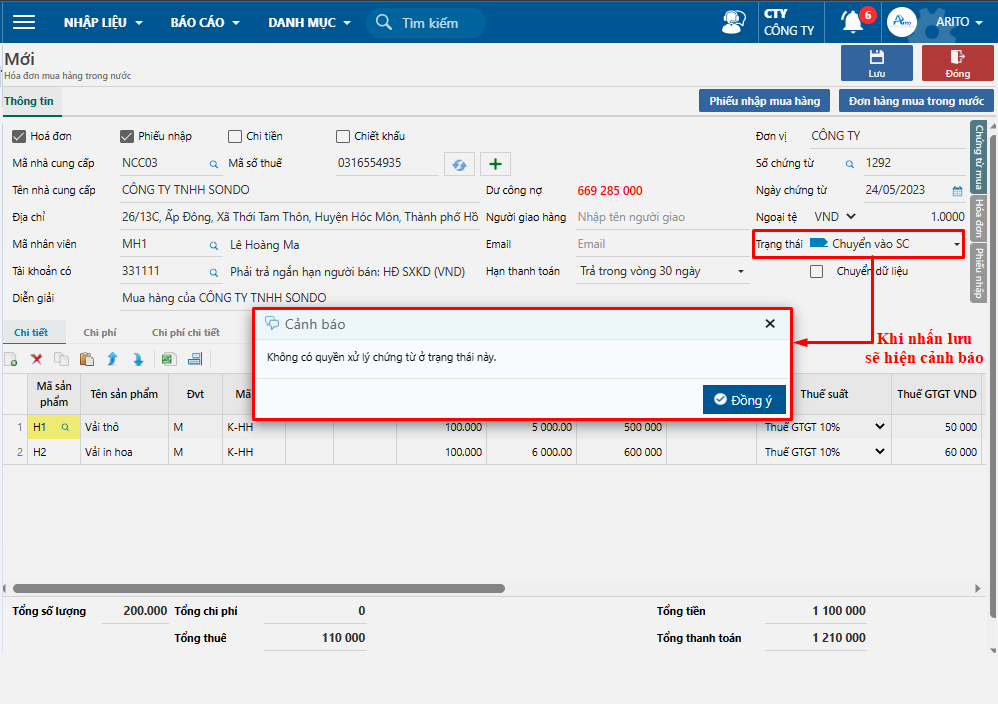 NHẬP LIỆU BÁO CÁO DANH MỤC Tìm kiếm CTY CÔNG TY 6 Arito ARITO
Mới
Hóa đơn mua hàng trong nước
Lưu Đóng
Thông tin Phiếu nhập mua hàng Đơn hàng mua trong nước
Hoá đơn Phiếu nhập Chi tiền Chiết khấu Đơn vị CÔNG TY
Mã nhà cung cấp NCC03 Mã số thuế 0316554935 Số chứng từ 1292
Tên nhà cung cấp CÔNG TY TNHH SONDO Dư công nợ 669 285 000 Ngày chứng từ 24/05/2023
Địa chỉ 26/13C, Ấp Đông, Xã Thới Tam Thôn, Huyện Hóc Môn, Thành phố Hồ Người giao hàng Nhập tên người giao Ngoại tệ VND 1.0000
Mã nhân viên MH1 Lê Hoàng Ma Email Email Trạng thái Chuyển vào SC
Tài khoản có 331111 Phải trả ngắn hạn người bán: HĐ SXKD (VND) Hạn thanh toán Trả trong vòng 30 ngày Chuyển dữ liệu
Diễn giải Mua hàng của CÔNG TY TNHH SONDO
Chứng từ mua
Hóa đơn
Phiếu nhập
Chi tiết Chi phí Chi phí chi tiết
Cảnh báo
Không có quyền xử lý chứng từ ở trạng thái này.
Đồng ý
Khi nhấn lưu
sẽ hiện cảnh báo
Mã sản phẩm Tên sản phẩm Đvt Mã Thuế suất Thuế GTGT VND
1 H1 Vải thô M K-HH 100.000 5 000.00 500 000 Thuế GTGT 10% 50 000
2 H2 Vải in hoa M K-HH 100.000 6 000.00 600 000 Thuế GTGT 10% 60 000
Tổng số lượng 200.000 Tổng chi phí 0 Tổng tiền 1 100 000
Tổng thuế 110 000 Tổng thanh toán 1 210 000